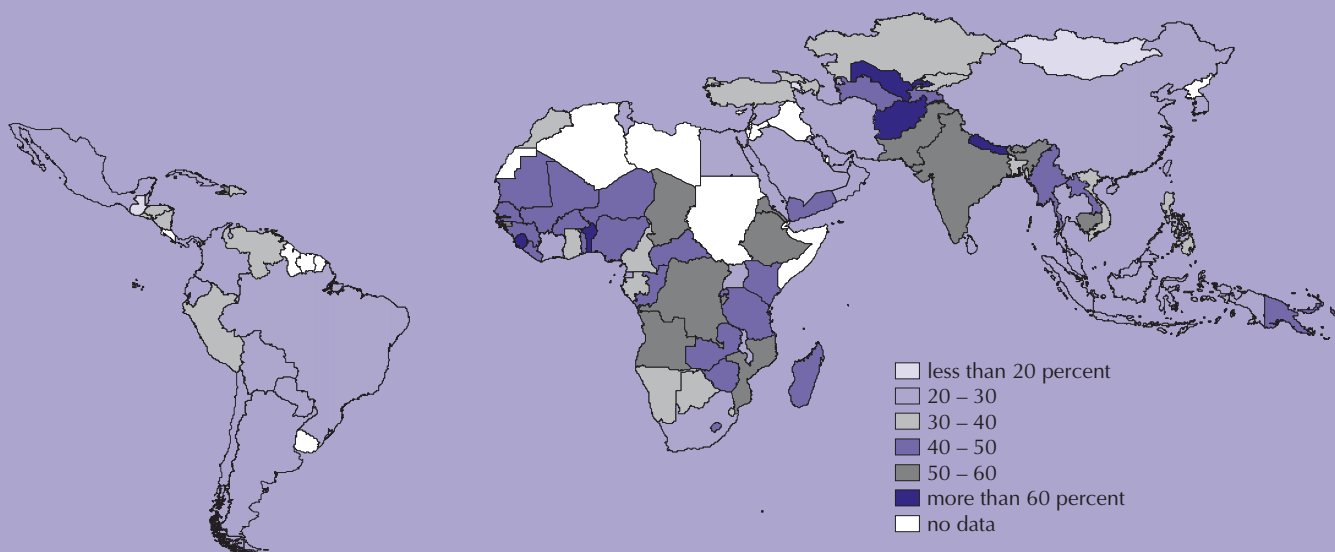 less than 20 percent
20 – 30
30 – 40
40 – 50
50 – 60
more than 60 percent
no data